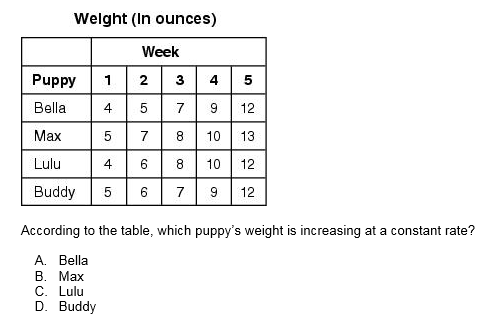 Weight (In ounces)
Week
Puppy 1 2 3 4 5
Bella 4 5 7 9 12
Max 5 7 8 10 13
Lulu 4 6 8 10 12
Buddy 5 6 7 9 12
According to the table, which puppy's weight is increasing at a constant rate?
A. Bella
B. Max
C. Lulu
D. Buddy